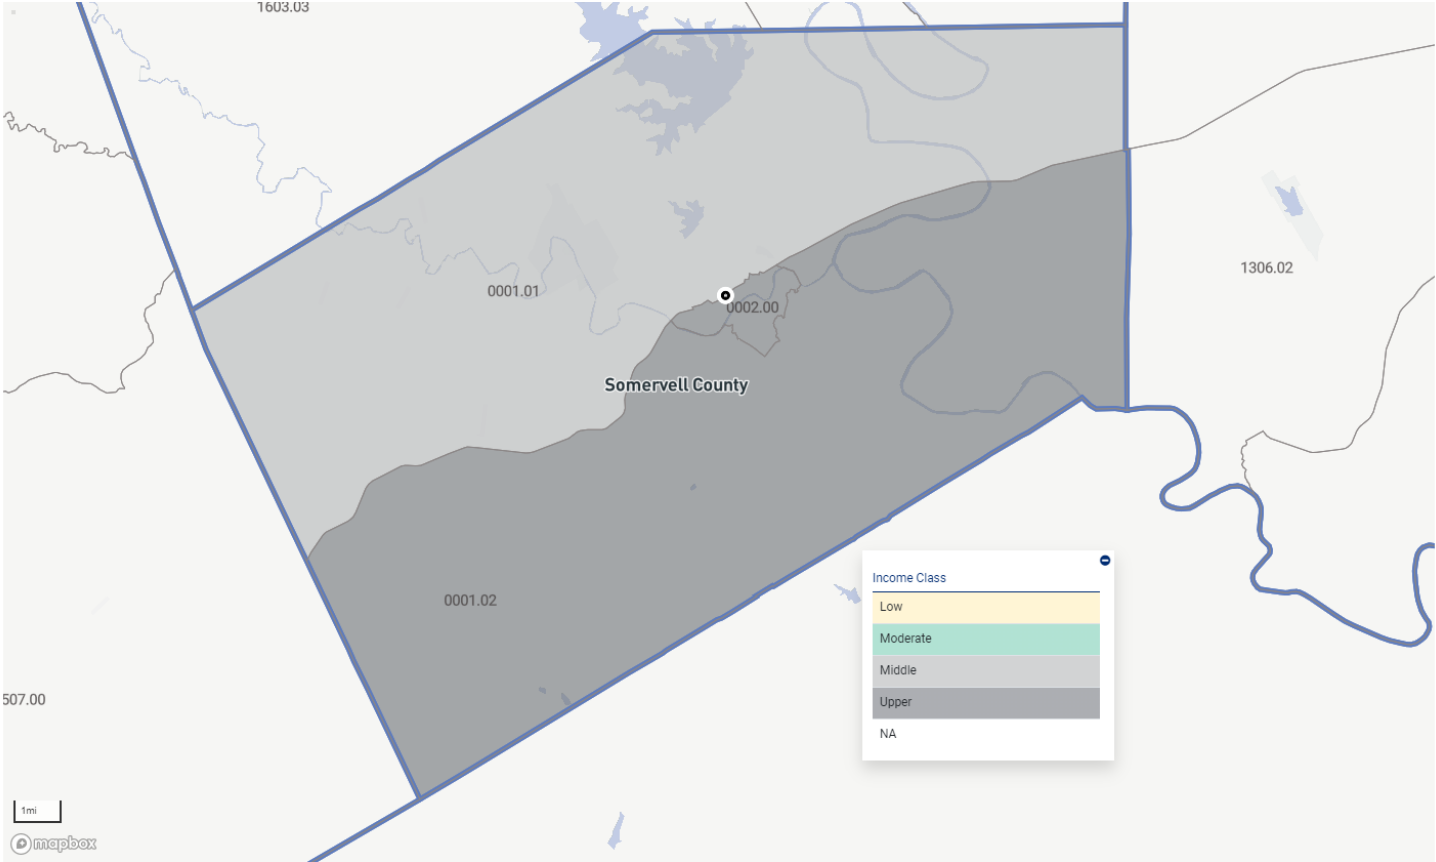 1603.03
1306.02
0001.01
0002.00
Somervell County
Income Class
Low
Moderate
Middle
Upper
NA
0001.02
507.00
1mi
mapbox